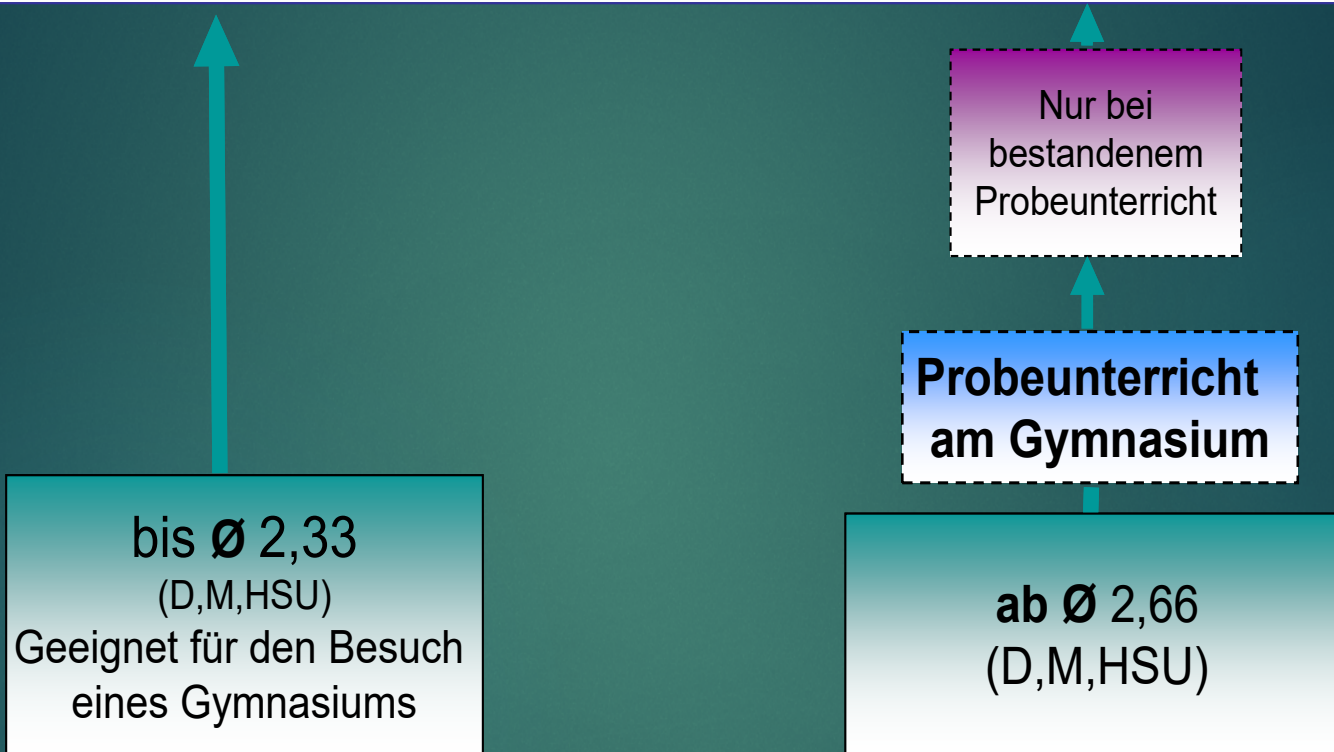 Nur bei
bestandenem
Probeunterricht
Probeunterricht
am Gymnasium
bis Ø 2,33
(D,M,HSU)
Geeignet für den Besuch
eines Gymnasiums
ab Ø 2,66
(D,M,HSU)